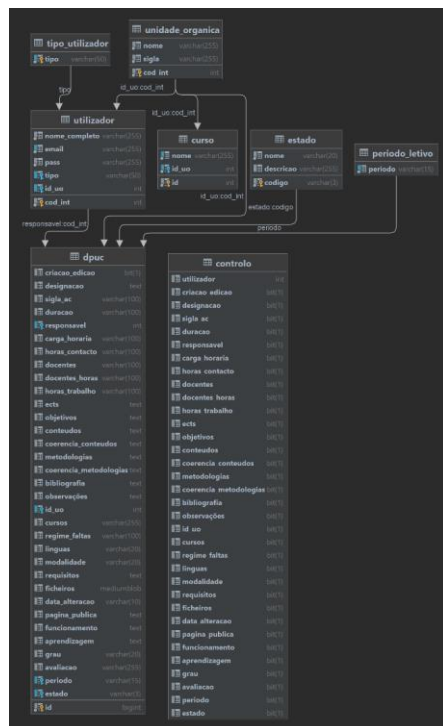 unidade_organica
nome varchar(255)
sigla varchar(255)
cod_int int
tipo_utilizador
tipo varchar(50)
tipo
id_uo:cod_int
id_uo:cod_int
utilizador
nome_completo varchar(255)
email varchar(255)
pass varchar(255)
tipo varchar(50)
id_uo int
cod_int int
curso
nome varchar(255)
id_uo int
id int
id_uo:cod_int
estado
nome varchar(20)
descricao varchar(255)
codigo varchar(3)
periodo_letivo
periodo varchar(15)
estado:codigo
responsavel:cod_int
periodo
dpuc
criacao_edicao bit(1)
designacao text
sigla_ac varchar(100)
duracao varchar(100)
responsavel int
carga_horaria varchar(100)
horas_contacto varchar(100)
docentes varchar(100)
docentes_horas varchar(100)
horas_trabalho varchar(100)
ects text
objetivos text
conteudos text
coerencia_conteudos text
metodologias text
coerencia_metodologias text
bibliografia text
observações text
id_uo int
cursos varchar(255)
regime_faltas varchar(100)
linguas varchar(20)
modalidade varchar(20)
requisitos text
ficheiros mediumblob
data_alteracao varchar(10)
pagina_publica text
funcionamento text
aprendizagem text
grau varchar(20)
avaliacao varchar(255)
periodo varchar(15)
estado varchar(3)
id bigint
controlo
utilizador int
criacao_edicao bit(1)
designacao bit(1)
sigla_ac bit(1)
duracao bit(1)
responsavel bit(1)
carga_horaria bit(1)
horas_contacto bit(1)
docentes bit(1)
docentes_horas bit(1)
horas_trabalho bit(1)
ects bit(1)
objetivos bit(1)
conteudos bit(1)
coerencia_conteudos bit(1)
metodologias bit(1)
coerencia_metodologias bit(1)
bibliografia bit(1)
observações bit(1)
id_uo bit(1)
cursos bit(1)
regime_faltas bit(1)
linguas bit(1)
modalidade bit(1)
requisitos bit(1)
ficheiros bit(1)
data_alteracao bit(1)
pagina_publica bit(1)
funcionamento bit(1)
aprendizagem bit(1)
grau bit(1)
avaliacao bit(1)
periodo bit(1)
estado bit(1)